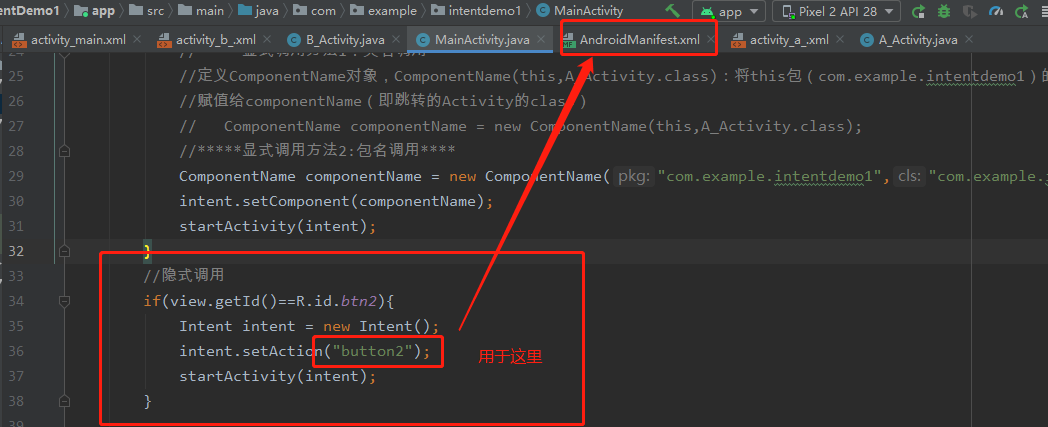 entDemo1 app src main java com example intentdemo1 MainActivity app Pixel 2 API 28
activity_main.xml activity_b_.xml B_Activity.java MainActivity.java AndroidManifest.xml activity_a_.xml A_Activity.java
25 //定义ComponentName对象，ComponentName(this,A_Activity.class)：将this包（com.example.intentdemo1）的
26 //赋值给componentName（即跳转的Activity的class）
27 // ComponentName componentName = new ComponentName(this,A_Activity.class);
28 //*****显式调用方法2:包名调用****
29 ComponentName componentName = new ComponentName( pkg: "com.example.intentdemo1", cls: "com.example.i
30 intent.setComponent(componentName);
31 startActivity(intent);
32 }
33 //隐式调用
34 if(view.getId()==R.id.btn2){
35 Intent intent = new Intent();
36 intent.setAction("button2");
用于这里
37 startActivity(intent);
38 }
39